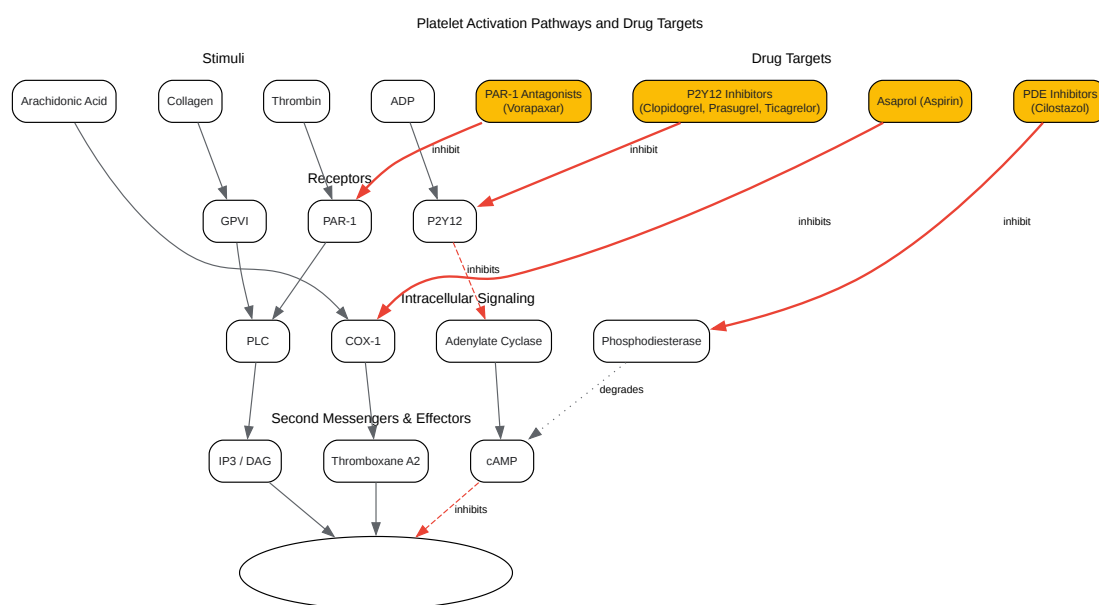 Platelet Activation Pathways and Drug Targets
Stimuli
Drug Targets
Arachidonic Acid
Collagen
Thrombin
ADP
PAR-1 Antagonists
(Vorapaxar)
P2Y12 Inhibitors
(Clopidogrel, Prasugrel, Ticagrelor)
Asaprol (Aspirin)
PDE Inhibitors
(Cilostazol)
inhibit
inhibit
Receptors
GPVI
PAR-1
P2Y12
inhibits
inhibit
inhibits
Intracellular Signaling
PLC
COX-1
Adenylate Cyclase
Phosphodiesterase
degrades
Second Messengers & Effectors
IP3 / DAG
Thromboxane A2
cAMP
inhibits